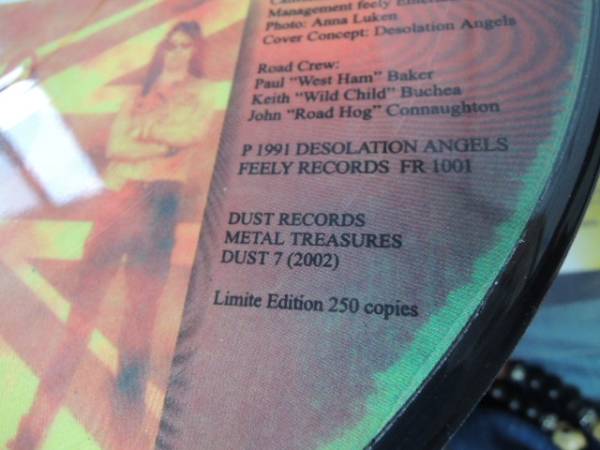 Management feely
Photo: Anna Luken
Cover Concept: Desolation Angels
Road Crew:
Paul "West Ham" Baker
Keith "Wild Child" Buchea
John "Road Hog" Connaughton
P 1991 DESOLATION ANGELS
FEELY RECORDS FR 1001
DUST RECORDS
METAL TREASURES
DUST 7 (2002)
Limite Edition 250 copies